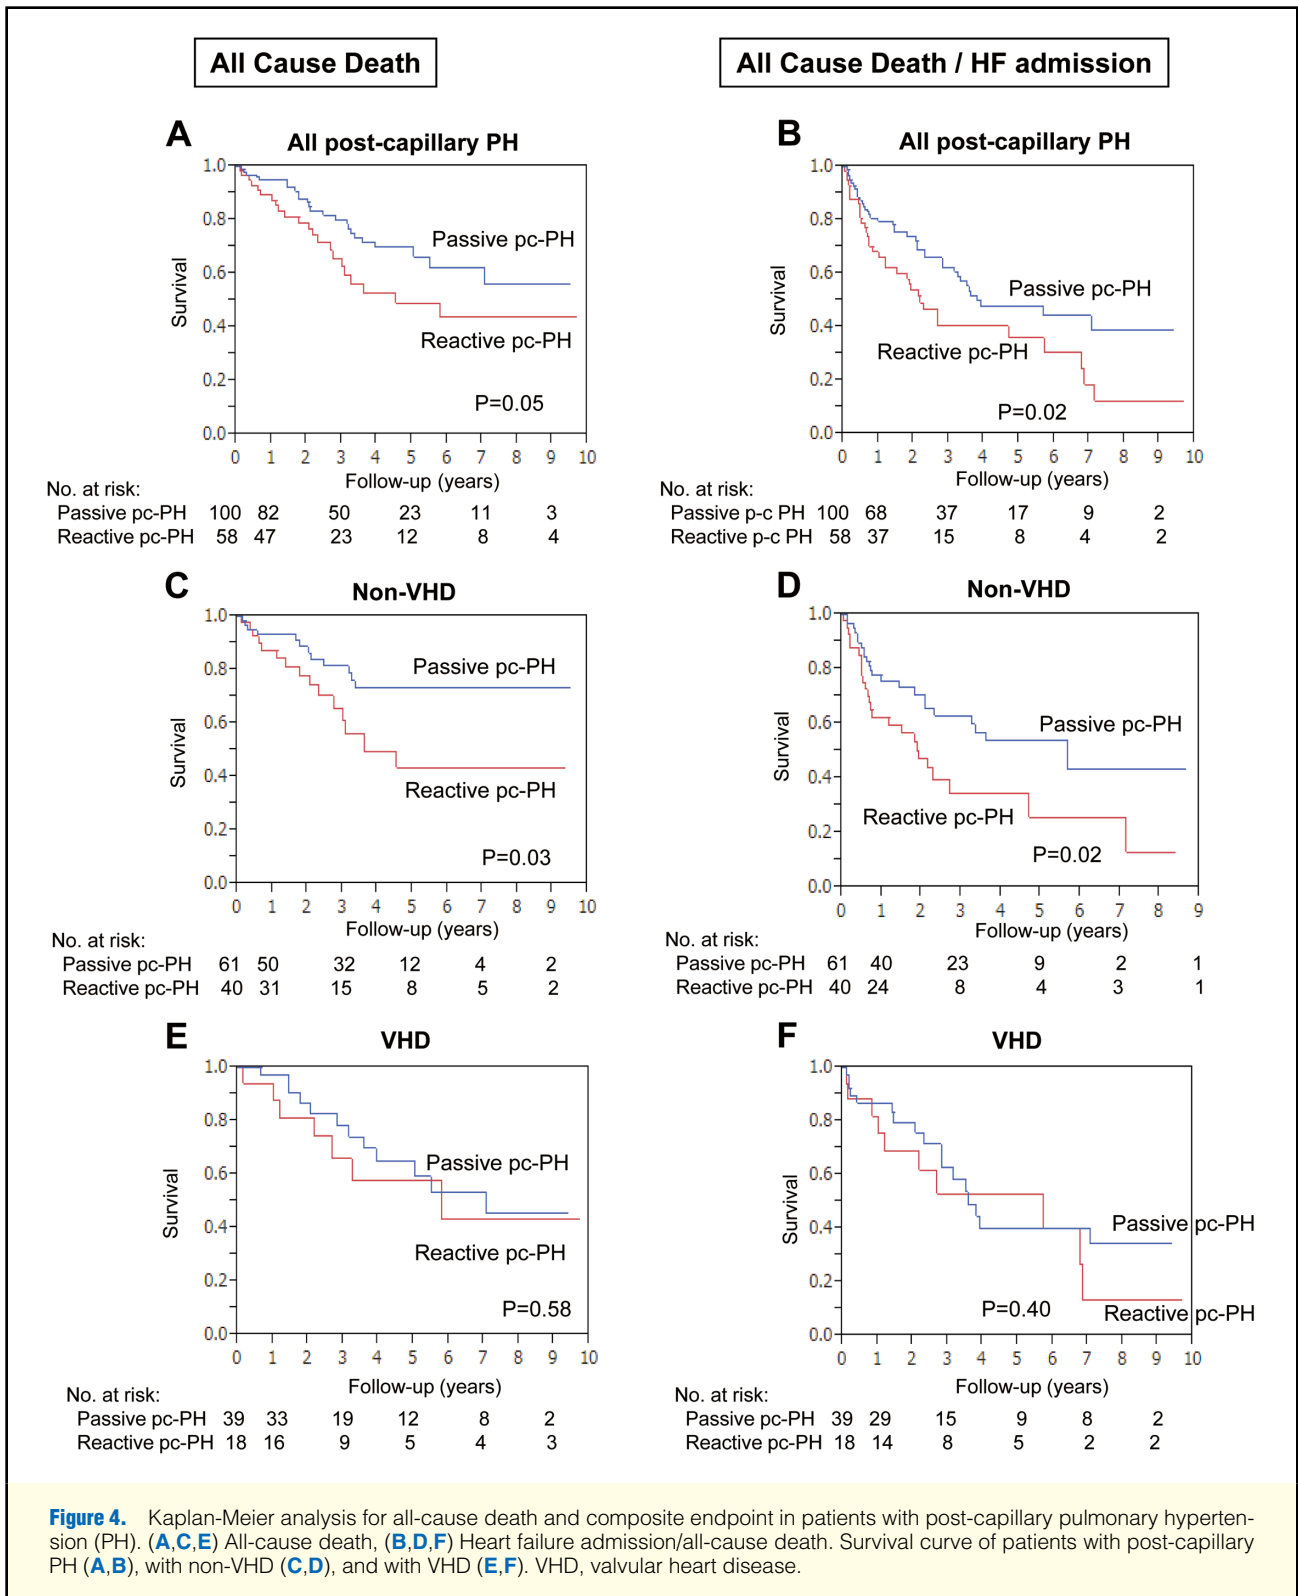 All Cause Death
All Cause Death / HF admission
A
All post-capillary PH
1.0
0.8
0.6
0.4
0.2
0.0
Survival
Passive pc-PH
Reactive pc-PH
P=0.05
0 1 2 3 4 5 6 7 8 9 10
Follow-up (years)
No. at risk:
Passive pc-PH 100 82 50 23 11 3
Reactive pc-PH 58 47 23 12 8 4
B
All post-capillary PH
1.0
0.8
0.6
0.4
0.2
0.0
Survival
Passive pc-PH
Reactive pc-PH
P=0.02
0 1 2 3 4 5 6 7 8 9 10
Follow-up (years)
No. at risk:
Passive p-c PH 100 68 37 17 9 2
Reactive p-c PH 58 37 15 8 4 2
C
Non-VHD
1.0
0.8
0.6
0.4
0.2
0.0
Survival
Passive pc-PH
Reactive pc-PH
P=0.03
0 1 2 3 4 5 6 7 8 9 10
Follow-up (years)
No. at risk:
Passive pc-PH 61 50 32 12 4 2
Reactive pc-PH 40 31 15 8 5 2
D
Non-VHD
1.0
0.8
0.6
0.4
0.2
0.0
Survival
Passive pc-PH
Reactive pc-PH
P=0.02
0 1 2 3 4 5 6 7 8 9
Follow-up (years)
No. at risk:
Passive pc-PH 61 40 23 9 2 1
Reactive pc-PH 40 24 8 4 3 1
E
VHD
1.0
0.8
0.6
0.4
0.2
0.0
Survival
Passive pc-PH
Reactive pc-PH
P=0.58
0 1 2 3 4 5 6 7 8 9 10
Follow-up (years)
No. at risk:
Passive pc-PH 39 33 19 12 8 2
Reactive pc-PH 18 16 9 5 4 3
F
VHD
1.0
0.8
0.6
0.4
0.2
0.0
Survival
Passive pc-PH
Reactive pc-PH
P=0.40
0 1 2 3 4 5 6 7 8 9 10
Follow-up (years)
No. at risk:
Passive pc-PH 39 29 15 9 8 2
Reactive pc-PH 18 14 8 5 2 2
Figure 4. Kaplan-Meier analysis for all-cause death and composite endpoint in patients with post-capillary pulmonary hyperten-
sion (PH). (A,C,E) All-cause death, (B,D,F) Heart failure admission/all-cause death. Survival curve of patients with post-capillary
PH (A,B), with non-VHD (C,D), and with VHD (E,F). VHD, valvular heart disease.